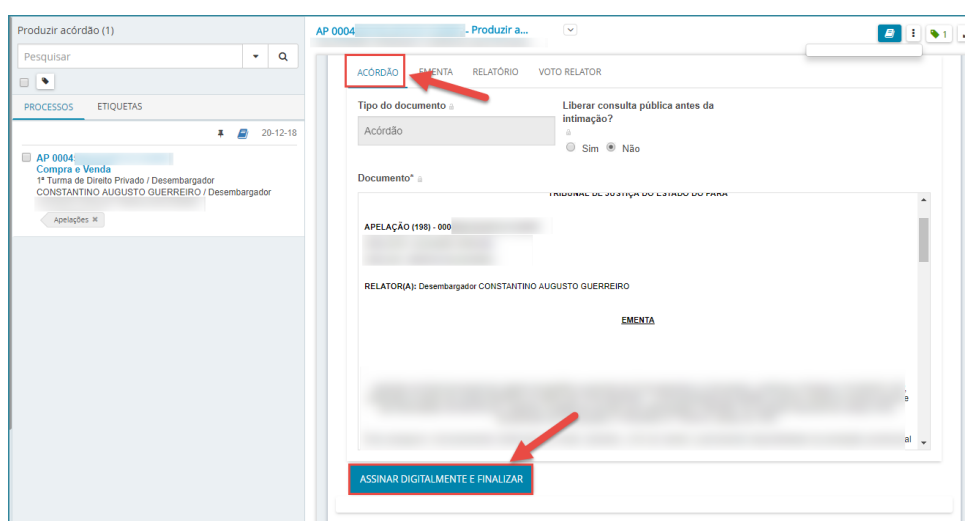 Produzir acórdão (1)
Pesquisar
PROCESSOS ETIQUETAS
20-12-18
AP 0004
Compra e Venda
1ª Turma de Direito Privado / Desembargador
CONSTANTINO AUGUSTO GUERREIRO / Desembargador
Apelações
AP 0004 - Produzir a...
1
ACÓRDÃO EMENTA RELATÓRIO VOTO RELATOR
Tipo do documento
Acórdão
Liberar consulta pública antes da
intimação?
Sim Não
Documento*
TRIBUNAL DE JUSTIÇA DO ESTADO DO PARÁ
APELAÇÃO (198) - 000
RELATOR(A): Desembargador CONSTANTINO AUGUSTO GUERREIRO
EMENTA
e
al
ASSINAR DIGITALMENTE E FINALIZAR